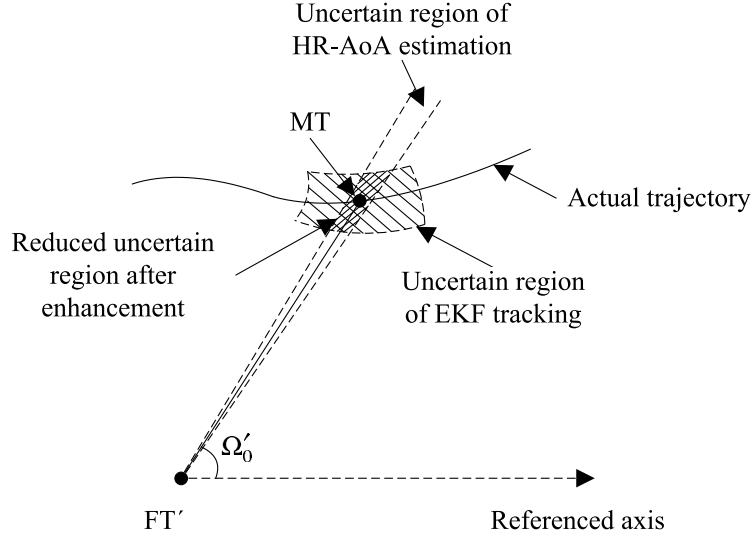 Uncertain region of
HR-AoA estimation
MT
Actual trajectory
Reduced uncertain
region after
enhancement
Uncertain region
of EKF tracking
Ω′₀
FT′
Referenced axis